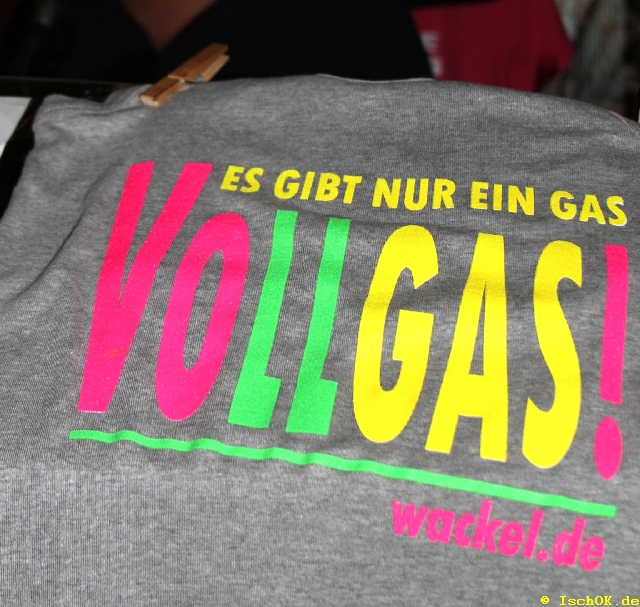 ES GIBT NUR EIN GAS
VOLLGAS!
wackel.de
© IschOK.de